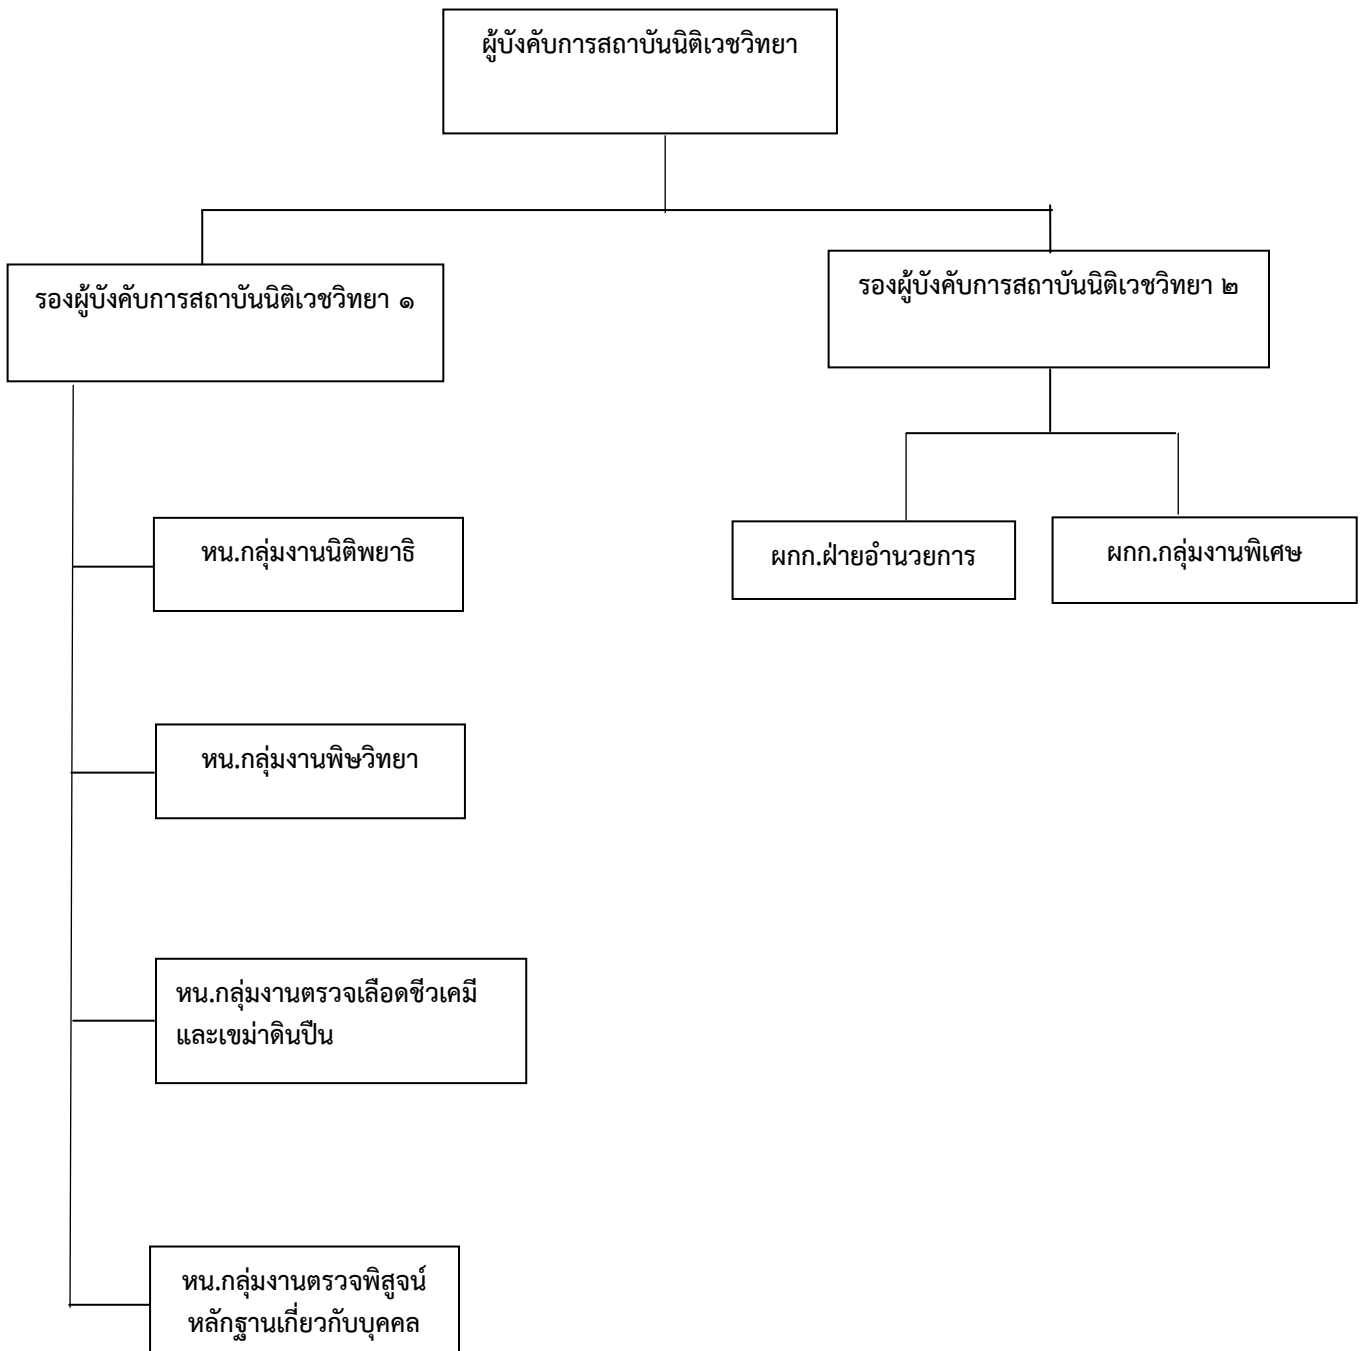 ผู้บังคับการสถาบันนิติเวชวิทยา
รองผู้บังคับการสถาบันนิติเวชวิทยา ๑
รองผู้บังคับการสถาบันนิติเวชวิทยา ๒
หน.กลุ่มงานนิติพยาธิ
ผกก.ฝ่ายอำนวยการ
ผกก.กลุ่มงานพิเศษ
หน.กลุ่มงานพิษวิทยา
หน.กลุ่มงานตรวจเลือดชีวเคมี
และเขม่าดินปืน
หน.กลุ่มงานตรวจพิสูจน์
หลักฐานเกี่ยวกับบุคคล